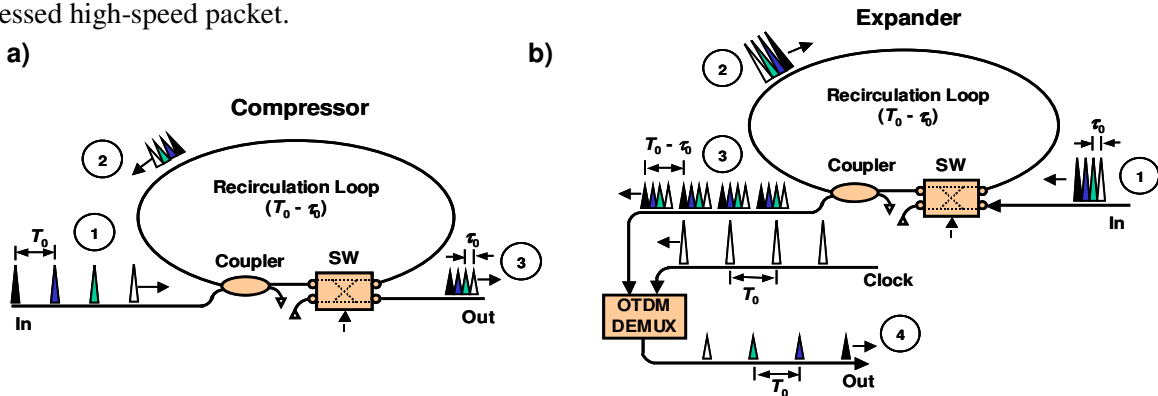 essed high-speed packet.
a)
Compressor
2
Recirculation Loop
(T₀ - τ₀)
T₀
1
Coupler
SW
τ₀
3
In
Out
b)
Expander
2
Recirculation Loop
(T₀ - τ₀)
T₀ - τ₀
3
Coupler
SW
τ₀
1
In
T₀
Clock
OTDM
DEMUX
4
T₀
Out